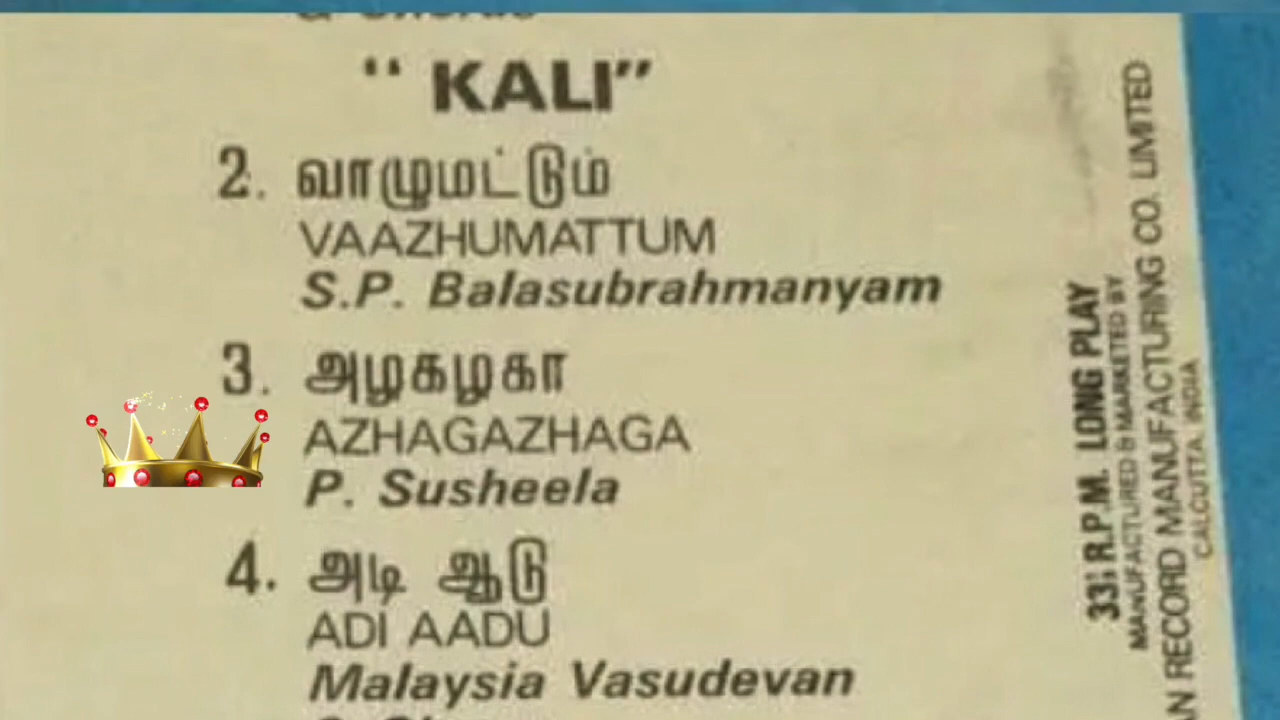 " KALI"
2. வாழுமட்டும்
VAAZHUMATTUM
S.P. Balasubrahmanyam
3. அழகழகா
AZHAGAZHAGA
P. Susheela
4. அடி ஆடு
ADI AADU
Malaysia Vasudevan
33⅓ R.P.M. LONG PLAY
MANUFACTURED & MARKETED BY
RECORD MANUFACTURING CO. LIMITED
CALCUTTA, INDIA